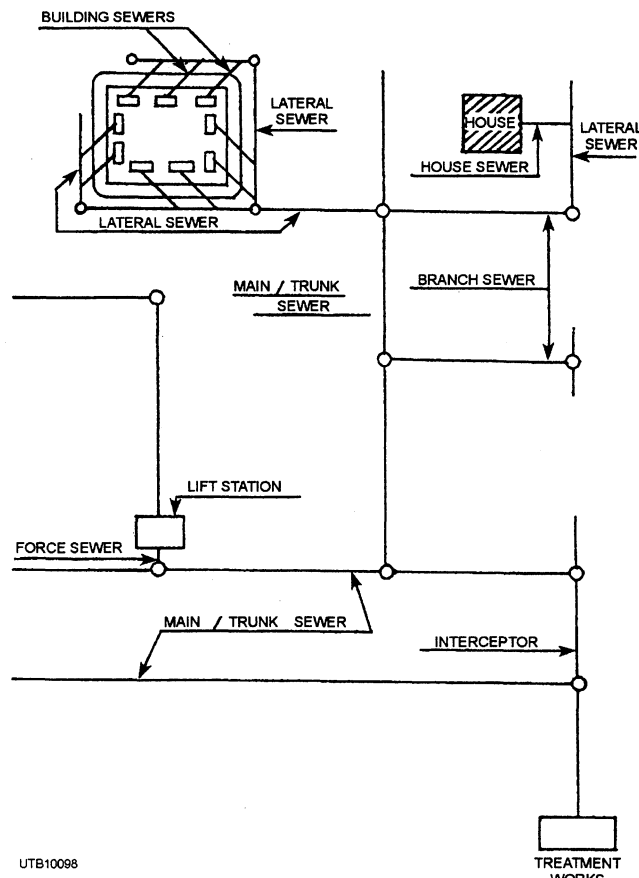 BUILDING SEWERS
LATERAL
SEWER
HOUSE
LATERAL
SEWER
HOUSE SEWER
LATERAL SEWER
MAIN / TRUNK
SEWER
BRANCH SEWER
LIFT STATION
FORCE SEWER
MAIN / TRUNK SEWER
INTERCEPTOR
UTB10098
TREATMENT
WORKS